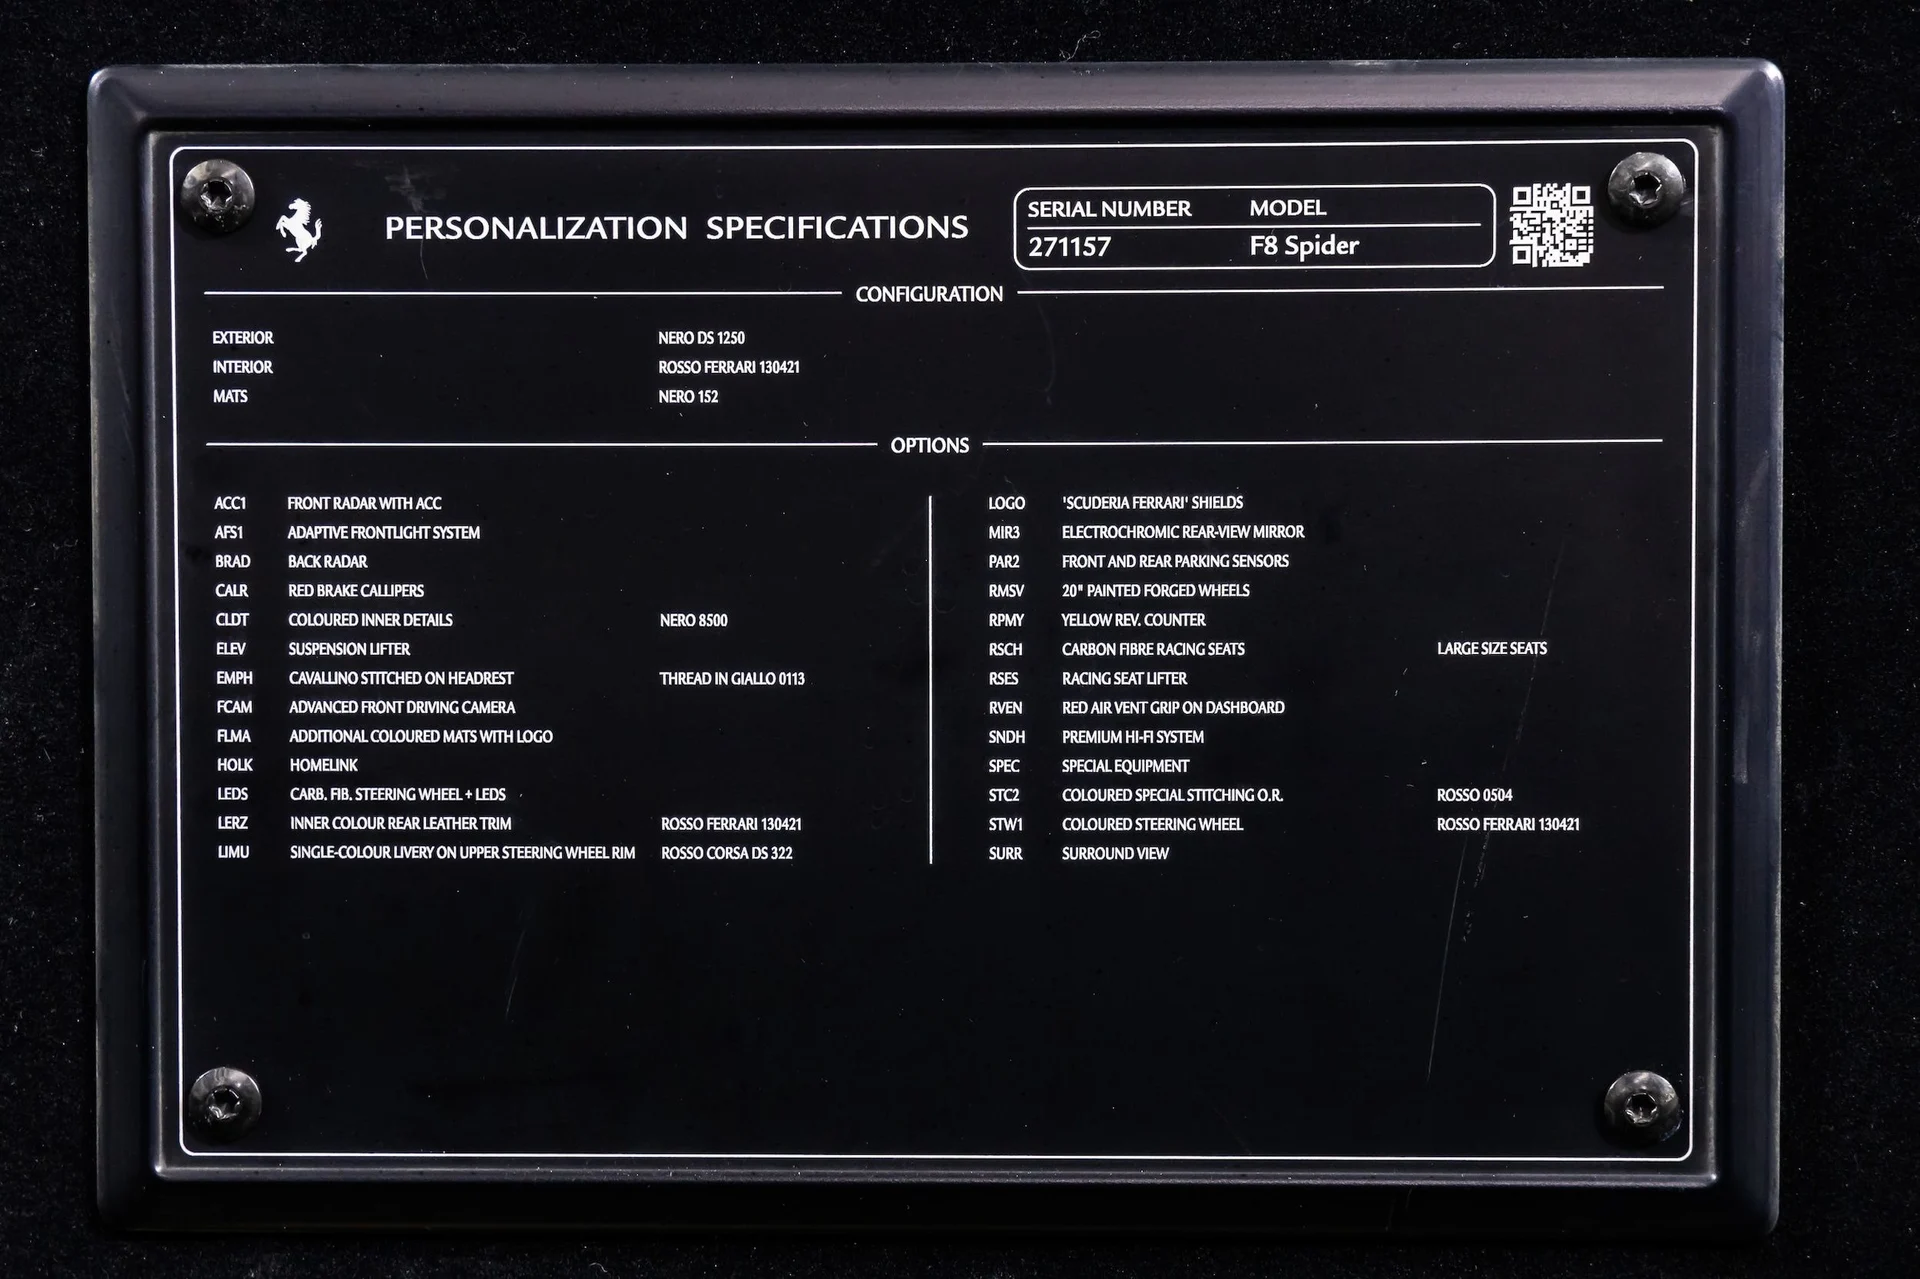 PERSONALIZATION SPECIFICATIONS
SERIAL NUMBER MODEL
271157 F8 Spider
CONFIGURATION
EXTERIOR NERO DS 1250
INTERIOR ROSSO FERRARI 130421
MATS NERO 152
OPTIONS
ACC1 FRONT RADAR WITH ACC
AFS1 ADAPTIVE FRONTLIGHT SYSTEM
BRAD BACK RADAR
CALR RED BRAKE CALLIPERS
CLDT COLOURED INNER DETAILS NERO 8500
ELEV SUSPENSION LIFTER
EMPH CAVALLINO STITCHED ON HEADREST THREAD IN GIALLO 0113
FCAM ADVANCED FRONT DRIVING CAMERA
FLMA ADDITIONAL COLOURED MATS WITH LOGO
HOLK HOMELINK
LEDS CARB. FIB. STEERING WHEEL + LEDS
LERZ INNER COLOUR REAR LEATHER TRIM ROSSO FERRARI 130421
LIMU SINGLE-COLOUR LIVERY ON UPPER STEERING WHEEL RIM ROSSO CORSA DS 322
LOGO 'SCUDERIA FERRARI' SHIELDS
MIR3 ELECTROCHROMIC REAR-VIEW MIRROR
PAR2 FRONT AND REAR PARKING SENSORS
RMSV 20" PAINTED FORGED WHEELS
RPMY YELLOW REV. COUNTER
RSCH CARBON FIBRE RACING SEATS LARGE SIZE SEATS
RSES RACING SEAT LIFTER
RVEN RED AIR VENT GRIP ON DASHBOARD
SNDH PREMIUM HI-FI SYSTEM
SPEC SPECIAL EQUIPMENT
STC2 COLOURED SPECIAL STITCHING O.R. ROSSO 0504
STW1 COLOURED STEERING WHEEL ROSSO FERRARI 130421
SURR SURROUND VIEW